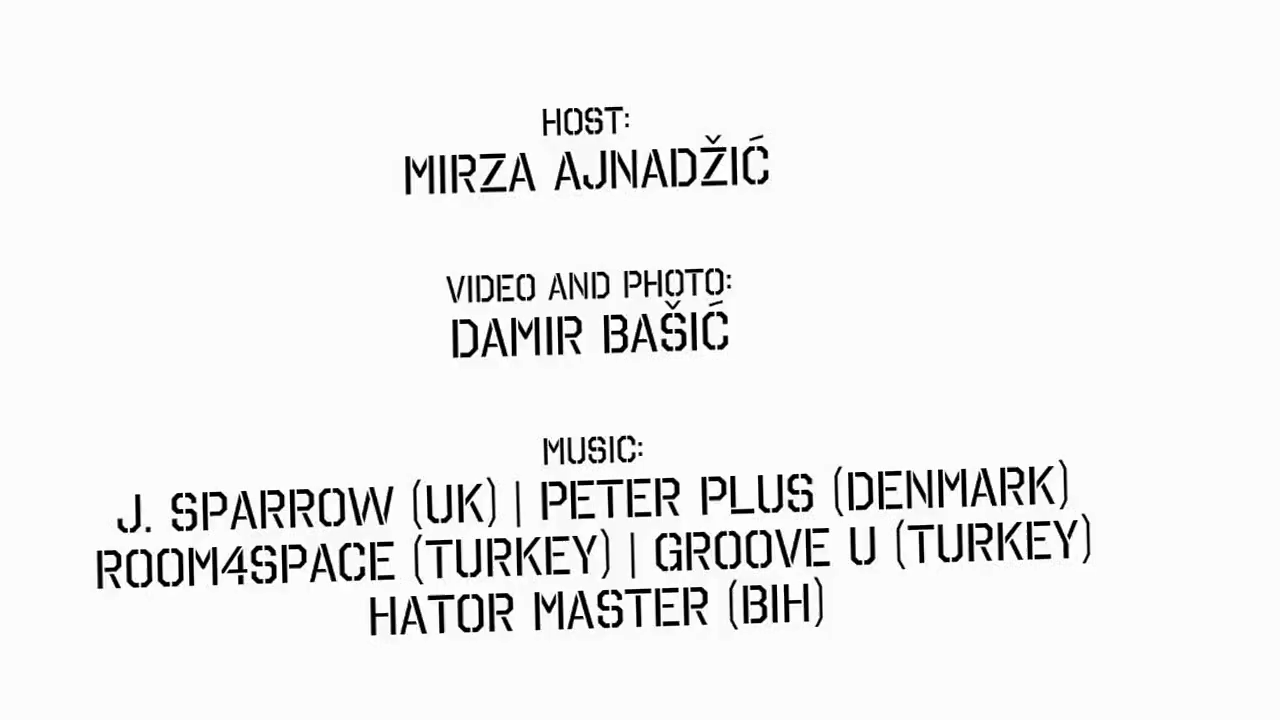 HOST:
MIRZA AJNADŽIĆ
VIDEO AND PHOTO:
DAMIR BAŠIĆ
MUSIC:
J. SPARROW (UK) | PETER PLUS (DENMARK)
ROOM4SPACE (TURKEY) | GROOVE U (TURKEY)
HATOR MASTER (BIH)